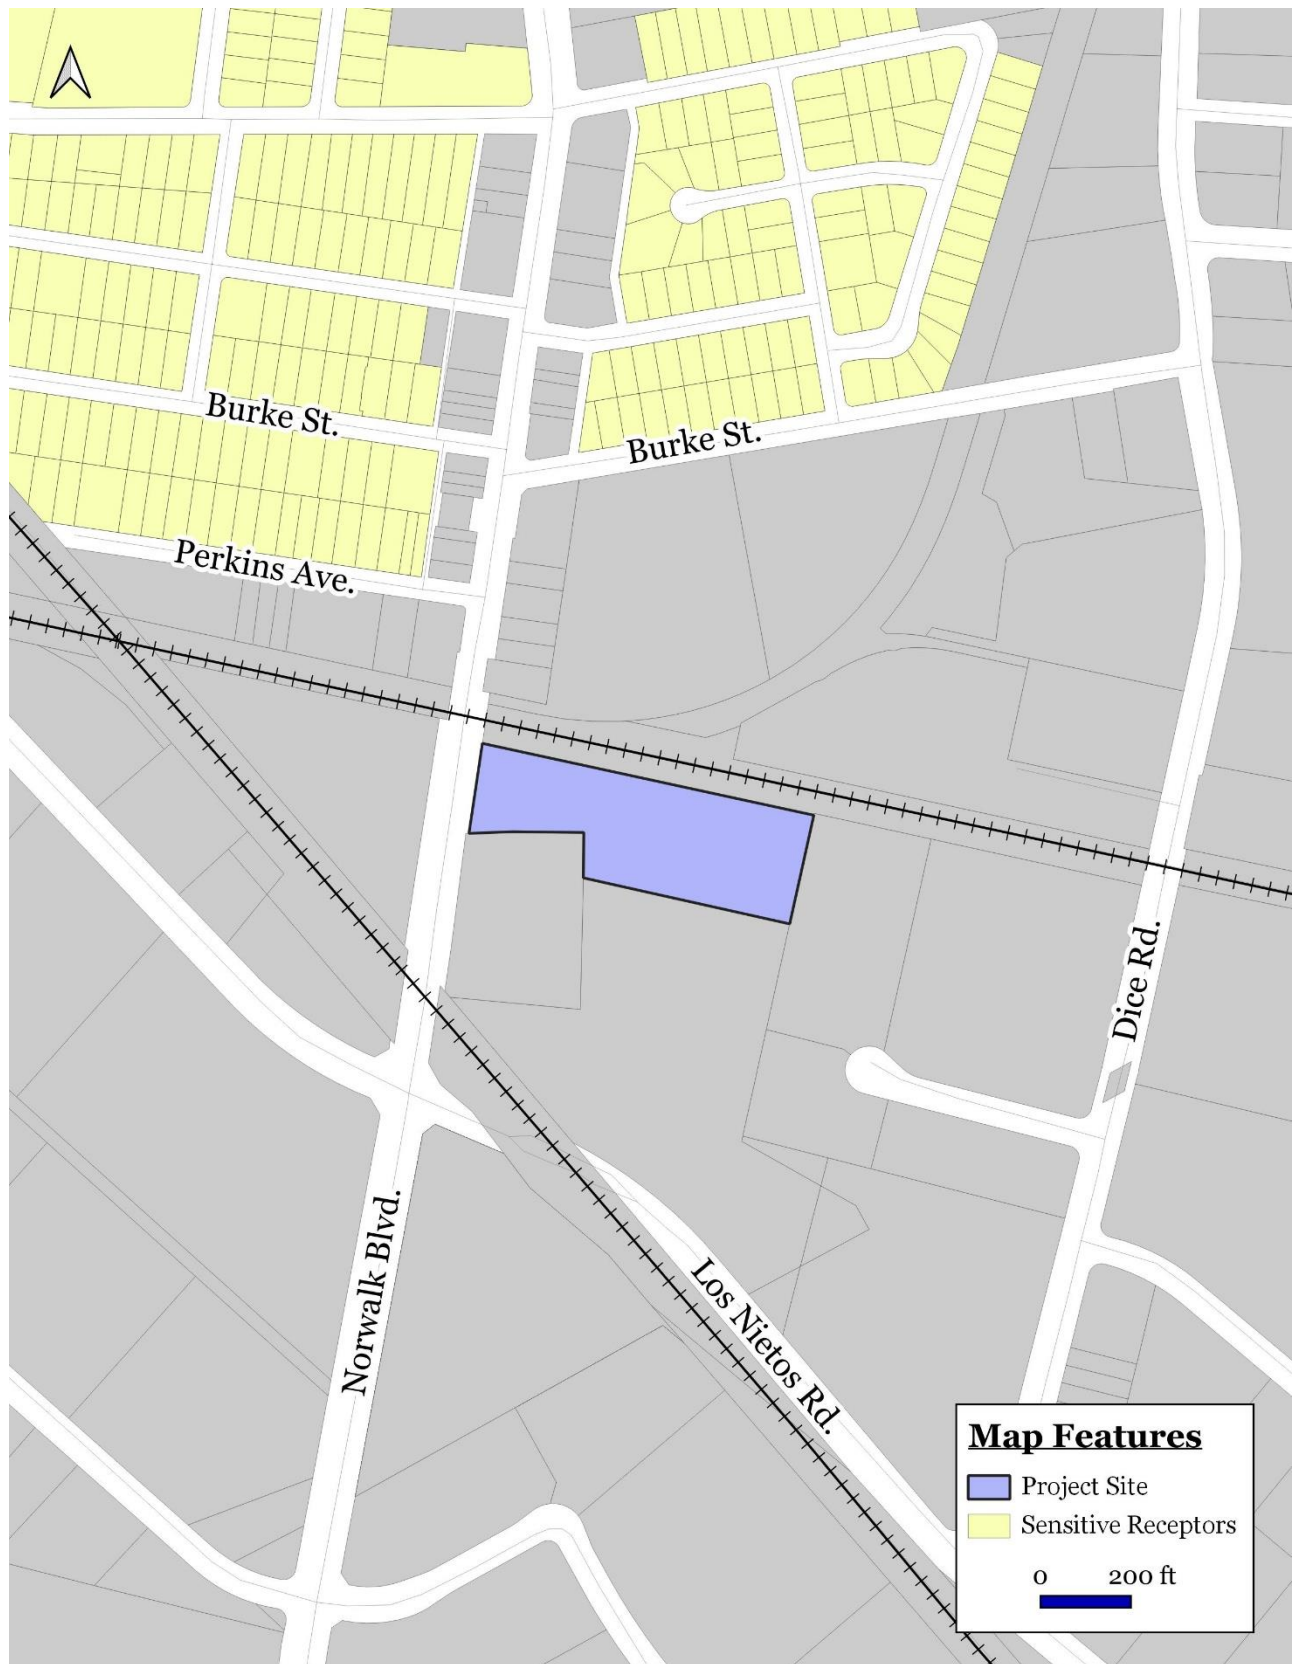 Burke St.
Burke St.
Perkins Ave.
Dice Rd.
Norwalk Blvd.
Los Nietos Rd.
Map Features
Project Site
Sensitive Receptors
0 200 ft